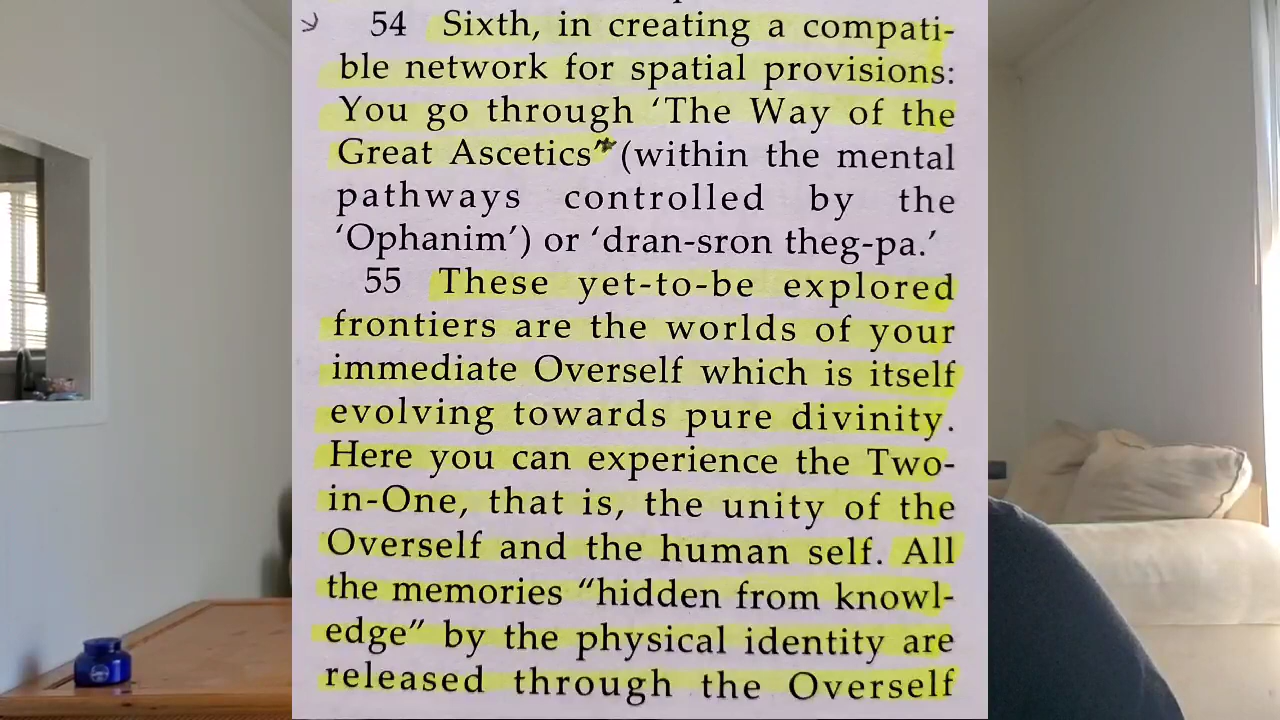 54 Sixth, in creating a compati-
ble network for spatial provisions:
You go through ‘The Way of the
Great Ascetics’ (within the mental
pathways controlled by the
‘Ophanim’) or ‘dran-sron theg-pa.’
55 These yet-to-be explored
frontiers are the worlds of your
immediate Overself which is itself
evolving towards pure divinity.
Here you can experience the Two-
in-One, that is, the unity of the
Overself and the human self. All
the memories “hidden from knowl-
edge” by the physical identity are
released through the Overself